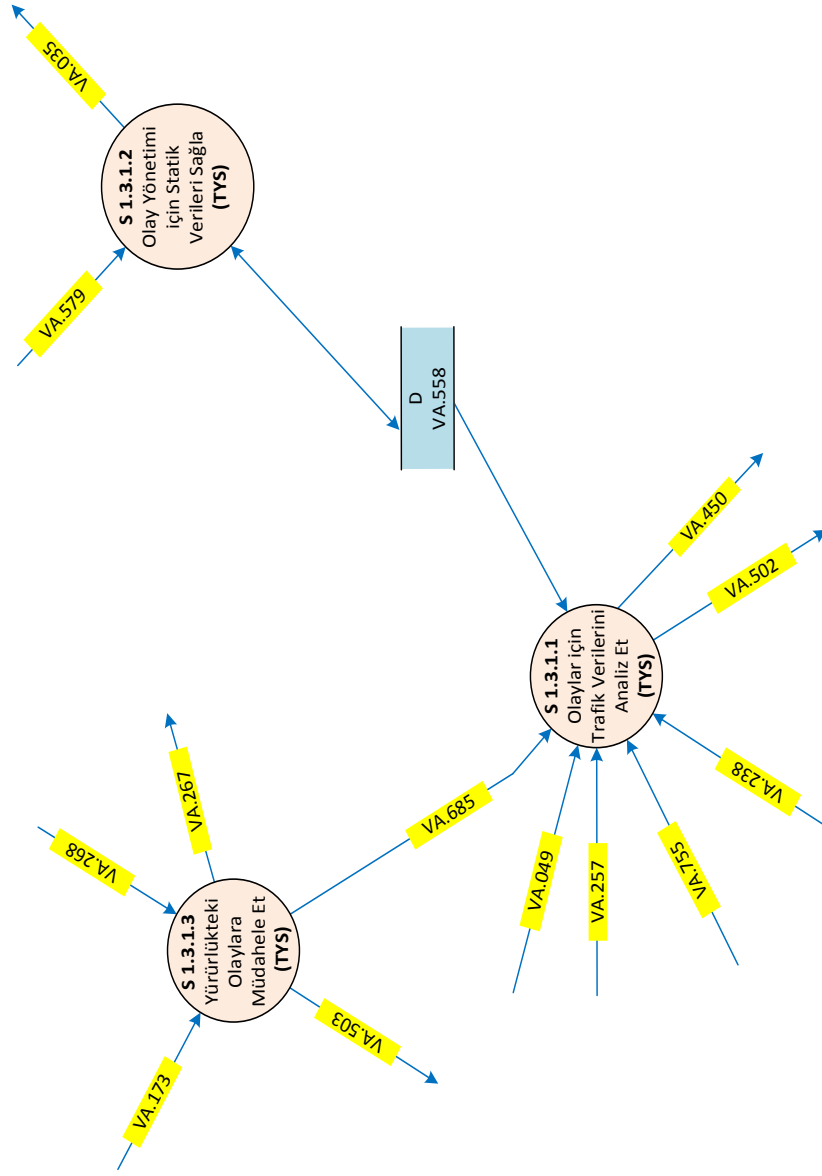 VA.035
VA.579
S 1.3.1.2
Olay Yönetimi
için Statik
Verileri Sağla
(TYS)
D
VA.558
VA.450
VA.502
S 1.3.1.1
Olaylar için
Trafik Verilerini
Analiz Et
(TYS)
VA.238
VA.755
VA.257
VA.049
VA.685
VA.267
VA.268
S 1.3.1.3
Yürürlükteki
Olaylara
Müdahele Et
(TYS)
VA.173
VA.503